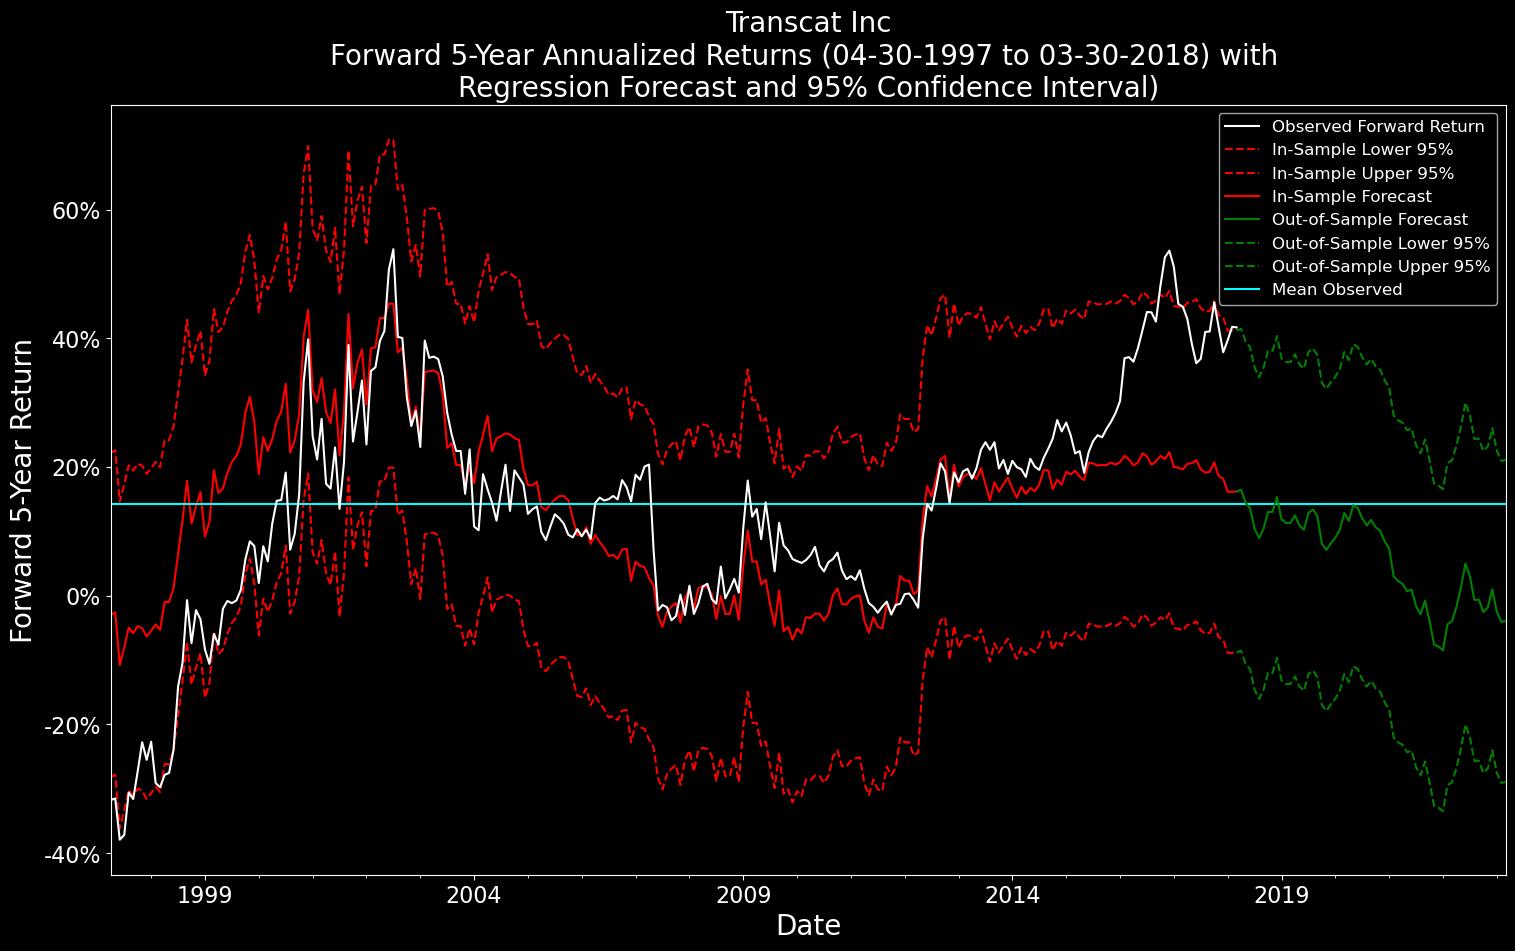 Transcat Inc
Forward 5-Year Annualized Returns (04-30-1997 to 03-30-2018) with
Regression Forecast and 95% Confidence Interval)
Observed Forward Return
In-Sample Lower 95%
In-Sample Upper 95%
In-Sample Forecast
Out-of-Sample Forecast
Out-of-Sample Lower 95%
Out-of-Sample Upper 95%
Mean Observed
Forward 5-Year Return
60%
40%
20%
0%
-20%
-40%
1999
2004
2009
2014
2019
Date